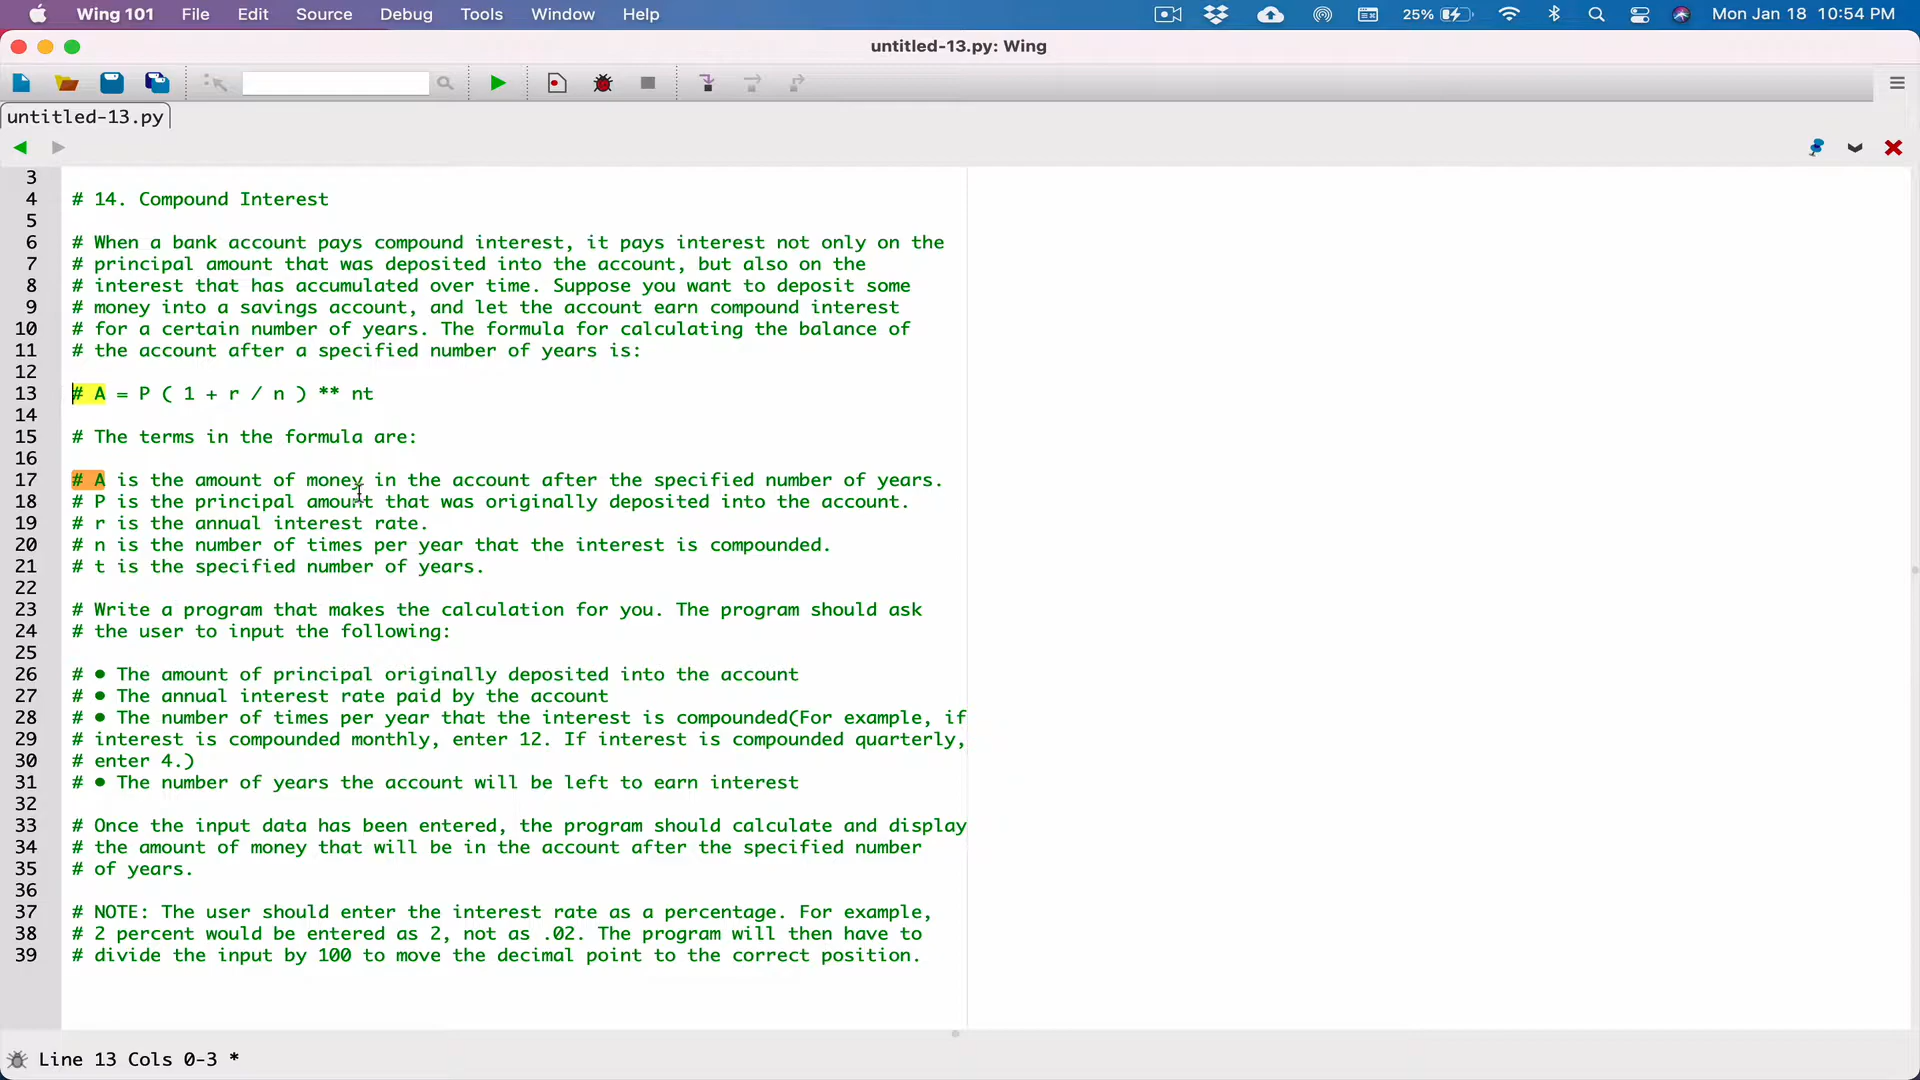 Wing 101 File Edit Source Debug Tools Window Help 25% Mon Jan 18 10:54 PM
untitled-13.py: Wing
untitled-13.py
3
4 # 14. Compound Interest
5
6 # When a bank account pays compound interest, it pays interest not only on the
7 # principal amount that was deposited into the account, but also on the
8 # interest that has accumulated over time. Suppose you want to deposit some
9 # money into a savings account, and let the account earn compound interest
10 # for a certain number of years. The formula for calculating the balance of
11 # the account after a specified number of years is:
12
13 # A = P ( 1 + r / n ) ** nt
14
15 # The terms in the formula are:
16
17 # A is the amount of money in the account after the specified number of years.
18 # P is the principal amount that was originally deposited into the account.
19 # r is the annual interest rate.
20 # n is the number of times per year that the interest is compounded.
21 # t is the specified number of years.
22
23 # Write a program that makes the calculation for you. The program should ask
24 # the user to input the following:
25
26 # ● The amount of principal originally deposited into the account
27 # ● The annual interest rate paid by the account
28 # ● The number of times per year that the interest is compounded(For example, if
29 # interest is compounded monthly, enter 12. If interest is compounded quarterly,
30 # enter 4.)
31 # ● The number of years the account will be left to earn interest
32
33 # Once the input data has been entered, the program should calculate and display
34 # the amount of money that will be in the account after the specified number
35 # of years.
36
37 # NOTE: The user should enter the interest rate as a percentage. For example,
38 # 2 percent would be entered as 2, not as .02. The program will then have to
39 # divide the input by 100 to move the decimal point to the correct position.
Line 13 Cols 0-3 *